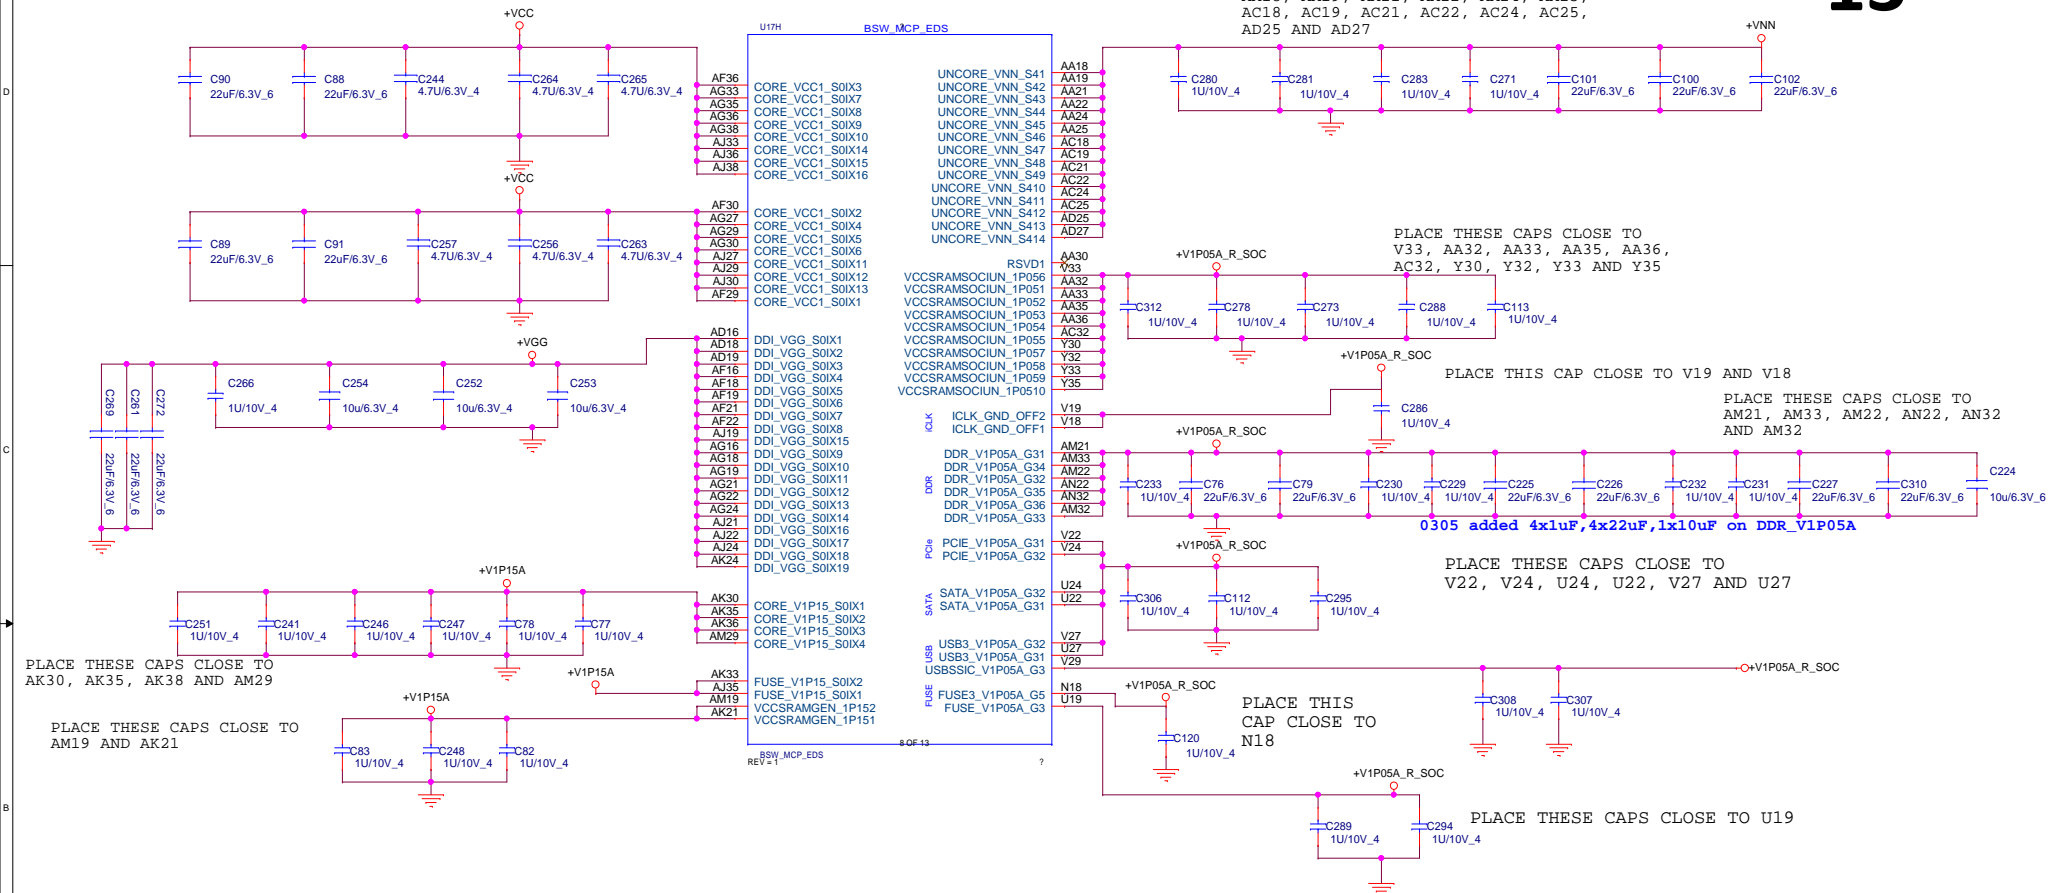 AC18, AC19, AC21, AC22, AC24, AC25,
AD25 AND AD27
+VCC
U17H
BSW_MCP_EDS
+VNN
D
C90
22uF/6.3V_6
C88
22uF/6.3V_6
C244
4.7U/6.3V_4
C264
4.7U/6.3V_4
C265
4.7U/6.3V_4
AF36 CORE_VCC1_S0IX3
AG33 CORE_VCC1_S0IX7
AG35 CORE_VCC1_S0IX8
AG36 CORE_VCC1_S0IX9
AG38 CORE_VCC1_S0IX10
AJ33 CORE_VCC1_S0IX14
AJ36 CORE_VCC1_S0IX15
AJ38 CORE_VCC1_S0IX16
UNCORE_VNN_S41 AA18
UNCORE_VNN_S42 AA19
UNCORE_VNN_S43 AA21
UNCORE_VNN_S44 AA22
UNCORE_VNN_S45 AA24
UNCORE_VNN_S46 AA25
UNCORE_VNN_S47 AC18
UNCORE_VNN_S48 AC19
UNCORE_VNN_S49 AC21
UNCORE_VNN_S410 AC22
UNCORE_VNN_S411 AC24
UNCORE_VNN_S412 AC25
UNCORE_VNN_S413 AD25
UNCORE_VNN_S414 AD27
C280
1U/10V_4
C281
1U/10V_4
C283
1U/10V_4
C271
1U/10V_4
C101
22uF/6.3V_6
C100
22uF/6.3V_6
C102
22uF/6.3V_6
+VCC
C89
22uF/6.3V_6
C91
22uF/6.3V_6
C257
4.7U/6.3V_4
C256
4.7U/6.3V_4
C263
4.7U/6.3V_4
AF30 CORE_VCC1_S0IX2
AG27 CORE_VCC1_S0IX4
AG29 CORE_VCC1_S0IX5
AG30 CORE_VCC1_S0IX6
AJ27 CORE_VCC1_S0IX11
AJ29 CORE_VCC1_S0IX12
AJ30 CORE_VCC1_S0IX13
AF29 CORE_VCC1_S0IX1
PLACE THESE CAPS CLOSE TO
V33, AA32, AA33, AA35, AA36,
AC32, Y30, Y32, Y33 AND Y35
+V1P05A_R_SOC
RSVD1 AA30
VCCSRAMSOCIUN_1P056 V33
VCCSRAMSOCIUN_1P051 AA32
VCCSRAMSOCIUN_1P052 AA33
VCCSRAMSOCIUN_1P053 AA35
VCCSRAMSOCIUN_1P054 AA36
VCCSRAMSOCIUN_1P055 AC32
VCCSRAMSOCIUN_1P057 Y30
VCCSRAMSOCIUN_1P058 Y32
VCCSRAMSOCIUN_1P059 Y33
VCCSRAMSOCIUN_1P0510 Y35
C312
1U/10V_4
C278
1U/10V_4
C273
1U/10V_4
C288
1U/10V_4
C113
1U/10V_4
+VGG
C269
22uF/6.3V_6
C261
22uF/6.3V_6
C272
22uF/6.3V_6
C266
1U/10V_4
C254
10u/6.3V_4
C252
10u/6.3V_4
C253
10u/6.3V_4
AD16 DDI_VGG_S0IX1
AD18 DDI_VGG_S0IX2
AD19 DDI_VGG_S0IX3
AF16 DDI_VGG_S0IX4
AF18 DDI_VGG_S0IX5
AF19 DDI_VGG_S0IX6
AF21 DDI_VGG_S0IX7
AF22 DDI_VGG_S0IX8
AJ19 DDI_VGG_S0IX15
AG16 DDI_VGG_S0IX9
AG18 DDI_VGG_S0IX10
AG19 DDI_VGG_S0IX11
AG21 DDI_VGG_S0IX12
AG22 DDI_VGG_S0IX13
AG24 DDI_VGG_S0IX14
AJ21 DDI_VGG_S0IX16
AJ22 DDI_VGG_S0IX17
AJ24 DDI_VGG_S0IX18
AK24 DDI_VGG_S0IX19
+V1P05A_R_SOC
PLACE THIS CAP CLOSE TO V19 AND V18
iCLK
ICLK_GND_OFF2 V19
ICLK_GND_OFF1 V18
C286
1U/10V_4
PLACE THESE CAPS CLOSE TO
AM21, AM33, AM22, AN22, AN32
AND AM32
C
+V1P05A_R_SOC
DDR
DDR_V1P05A_G31 AM21
DDR_V1P05A_G34 AM33
DDR_V1P05A_G32 AM22
DDR_V1P05A_G35 AN22
DDR_V1P05A_G36 AN32
DDR_V1P05A_G33 AM32
C233
1U/10V_4
C76
22uF/6.3V_6
C79
22uF/6.3V_6
C230
1U/10V_4
C229
1U/10V_4
C225
22uF/6.3V_6
C226
22uF/6.3V_6
C232
1U/10V_4
C231
1U/10V_4
C227
22uF/6.3V_6
C310
22uF/6.3V_6
C224
10u/6.3V_6
0305 added 4x1uF,4x22uF,1x10uF on DDR_V1P05A
PCIe
PCIE_V1P05A_G31 V22
PCIE_V1P05A_G32 V24
+V1P05A_R_SOC
PLACE THESE CAPS CLOSE TO
V22, V24, U24, U22, V27 AND U27
SATA
SATA_V1P05A_G32 U24
SATA_V1P05A_G31 U22
C306
1U/10V_4
C112
1U/10V_4
C295
1U/10V_4
USB
USB3_V1P05A_G32 V27
USB3_V1P05A_G31 U27
USBSSIC_V1P05A_G3 V29
+V1P05A_R_SOC
+V1P15A
C251
1U/10V_4
C241
1U/10V_4
C246
1U/10V_4
C247
1U/10V_4
C78
1U/10V_4
C77
1U/10V_4
AK30 CORE_V1P15_S0IX1
AK35 CORE_V1P15_S0IX2
AK36 CORE_V1P15_S0IX3
AM29 CORE_V1P15_S0IX4
PLACE THESE CAPS CLOSE TO
AK30, AK35, AK38 AND AM29
+V1P15A
AK33 FUSE_V1P15_S0IX2
AJ35 FUSE_V1P15_S0IX1
AM19 VCCSRAMGEN_1P152
AK21 VCCSRAMGEN_1P151
FUSE
FUSE3_V1P05A_G5 N18
FUSE_V1P05A_G3 U19
+V1P05A_R_SOC
PLACE THIS
CAP CLOSE TO
N18
C120
1U/10V_4
C308
1U/10V_4
C307
1U/10V_4
+V1P15A
PLACE THESE CAPS CLOSE TO
AM19 AND AK21
C83
1U/10V_4
C248
1U/10V_4
C82
1U/10V_4
8 OF 13
BSW_MCP_EDS
REV = 1
?
+V1P05A_R_SOC
B
C289
1U/10V_4
C294
1U/10V_4
PLACE THESE CAPS CLOSE TO U19